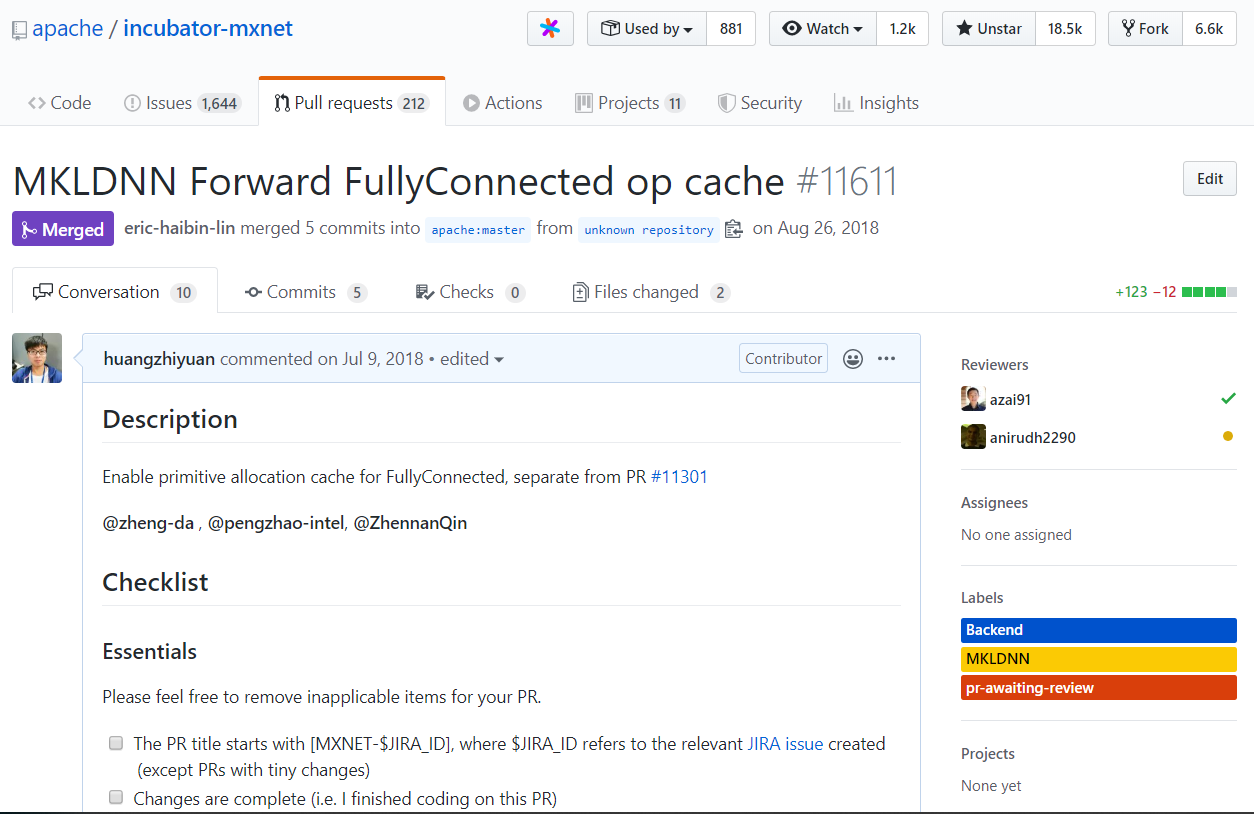 apache / incubator-mxnet
Used by 881
Watch 1.2k
Unstar 18.5k
Fork 6.6k
Code
Issues 1,644
Pull requests 212
Actions
Projects 11
Security
Insights
MKLDNN Forward FullyConnected op cache #11611
Edit
Merged eric-haibin-lin merged 5 commits into apache:master from unknown repository on Aug 26, 2018
Conversation 10
Commits 5
Checks 0
Files changed 2
+123 −12
huangzhiyuan commented on Jul 9, 2018 • edited
Contributor
Description
Enable primitive allocation cache for FullyConnected, separate from PR #11301
@zheng-da , @pengzhao-intel, @ZhennanQin
Checklist
Essentials
Please feel free to remove inapplicable items for your PR.
The PR title starts with [MXNET-$JIRA_ID], where $JIRA_ID refers to the relevant JIRA issue created
(except PRs with tiny changes)
Changes are complete (i.e. I finished coding on this PR)
Reviewers
azai91
anirudh2290
Assignees
No one assigned
Labels
Backend
MKLDNN
pr-awaiting-review
Projects
None yet